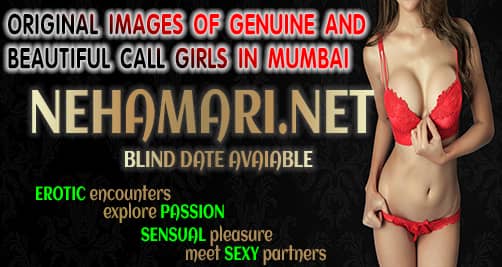 ORIGINAL IMAGES OF GENUINE AND
BEAUTIFUL CALL GIRLS IN MUMBAI
NEHAMARI.NET
BLIND DATE AVAIABLE
EROTIC encounters
explore PASSION
SENSUAL pleasure
meet SEXY partners